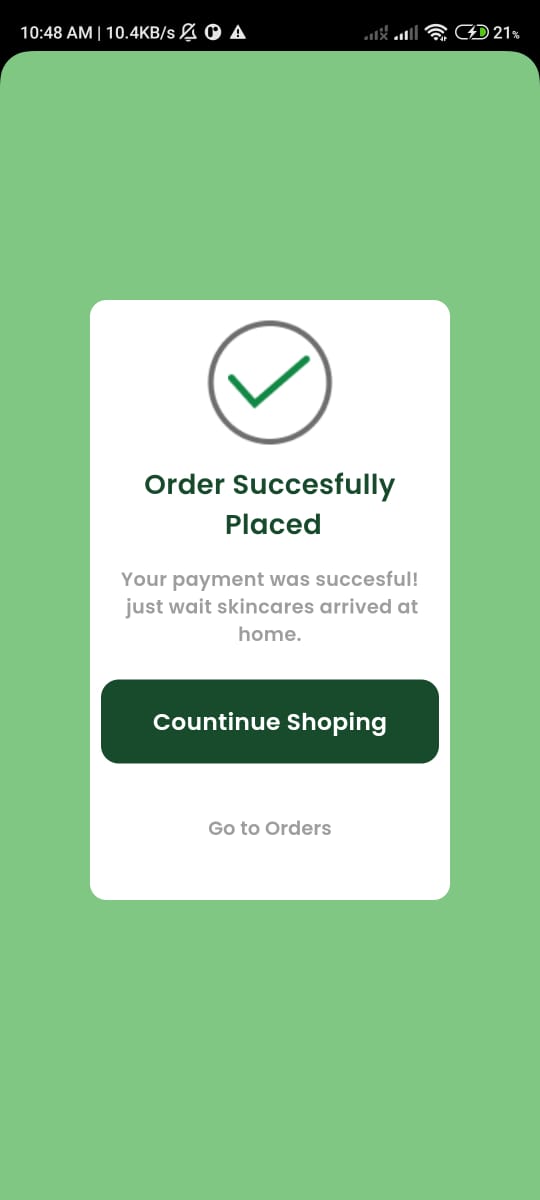 10:48 AM | 10.4KB/s 21%
Order Succesfully
Placed
Your payment was succesful!
just wait skincares arrived at
home.
Countinue Shoping
Go to Orders